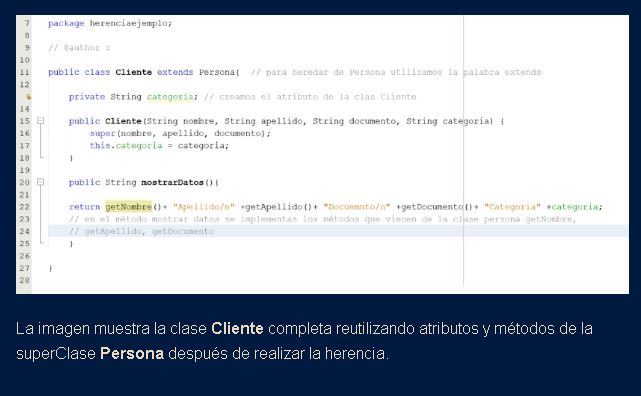 7 package herenciaejemplo;
8
9 // @author z
10
11 public class Cliente extends Persona{ // para heredar de Persona utilizamos la palabra extends
12
private String categoria; // creamos el atributo de la clas Cliente
14
15 public Cliente(String nombre, String apellido, String documento, String categoria) {
16 super(nombre, apellido, documento);
17 this.categoria = categoria;
18 }
19
20 public String mostrarDatos(){
21
22 return getNombre()+ "Apellido/n" +getApellido()+ "Docuemnto/n" +getDocumento()+ "Categoria" +categoria;
23 // en el método mostrar datos se implementas los métodos que vienen de la clase persona getNombre,
24 // getApellido, getDocumento
25 }
26
27 }
28
La imagen muestra la clase Cliente completa reutilizando atributos y métodos de la
superClase Persona después de realizar la herencia.